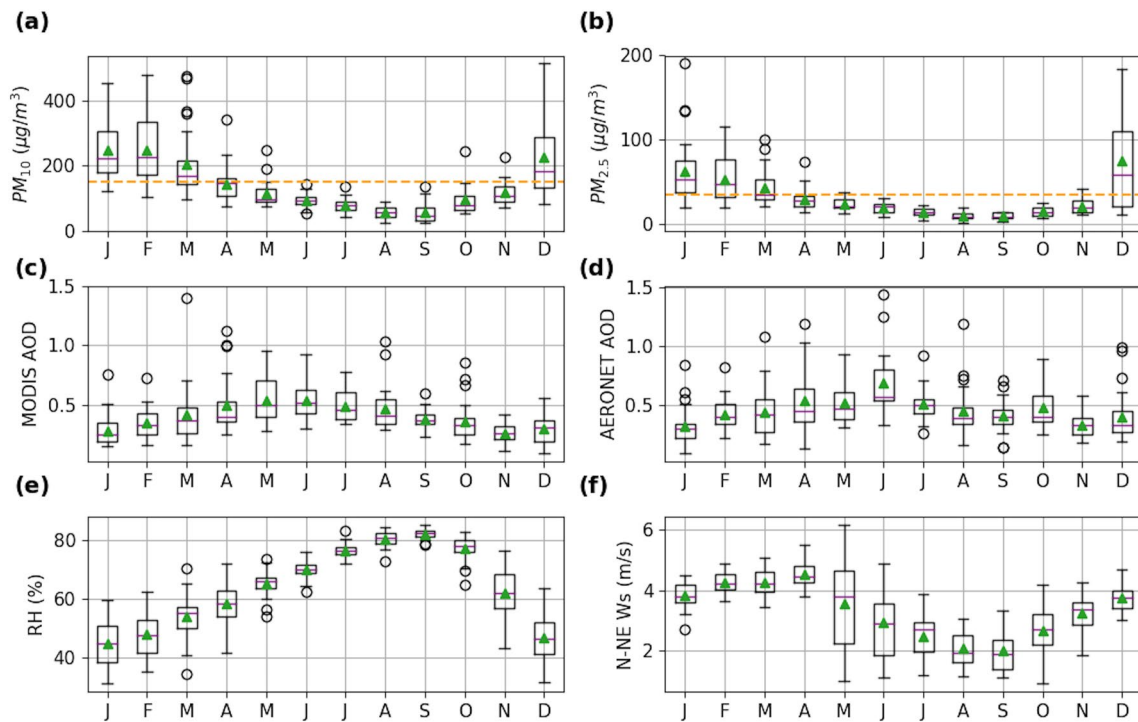 (a)
PM₁₀ (μg/m³)
400
200
0
J F M A M J J A S O N D
(b)
PM₂.₅ (μg/m³)
200
100
0
J F M A M J J A S O N D
(c)
MODIS AOD
1.5
1.0
0.5
J F M A M J J A S O N D
(d)
AERONET AOD
1.5
1.0
0.5
J F M A M J J A S O N D
(e)
RH (%)
80
60
40
J F M A M J J A S O N D
(f)
N-NE Ws (m/s)
6
4
2
J F M A M J J A S O N D